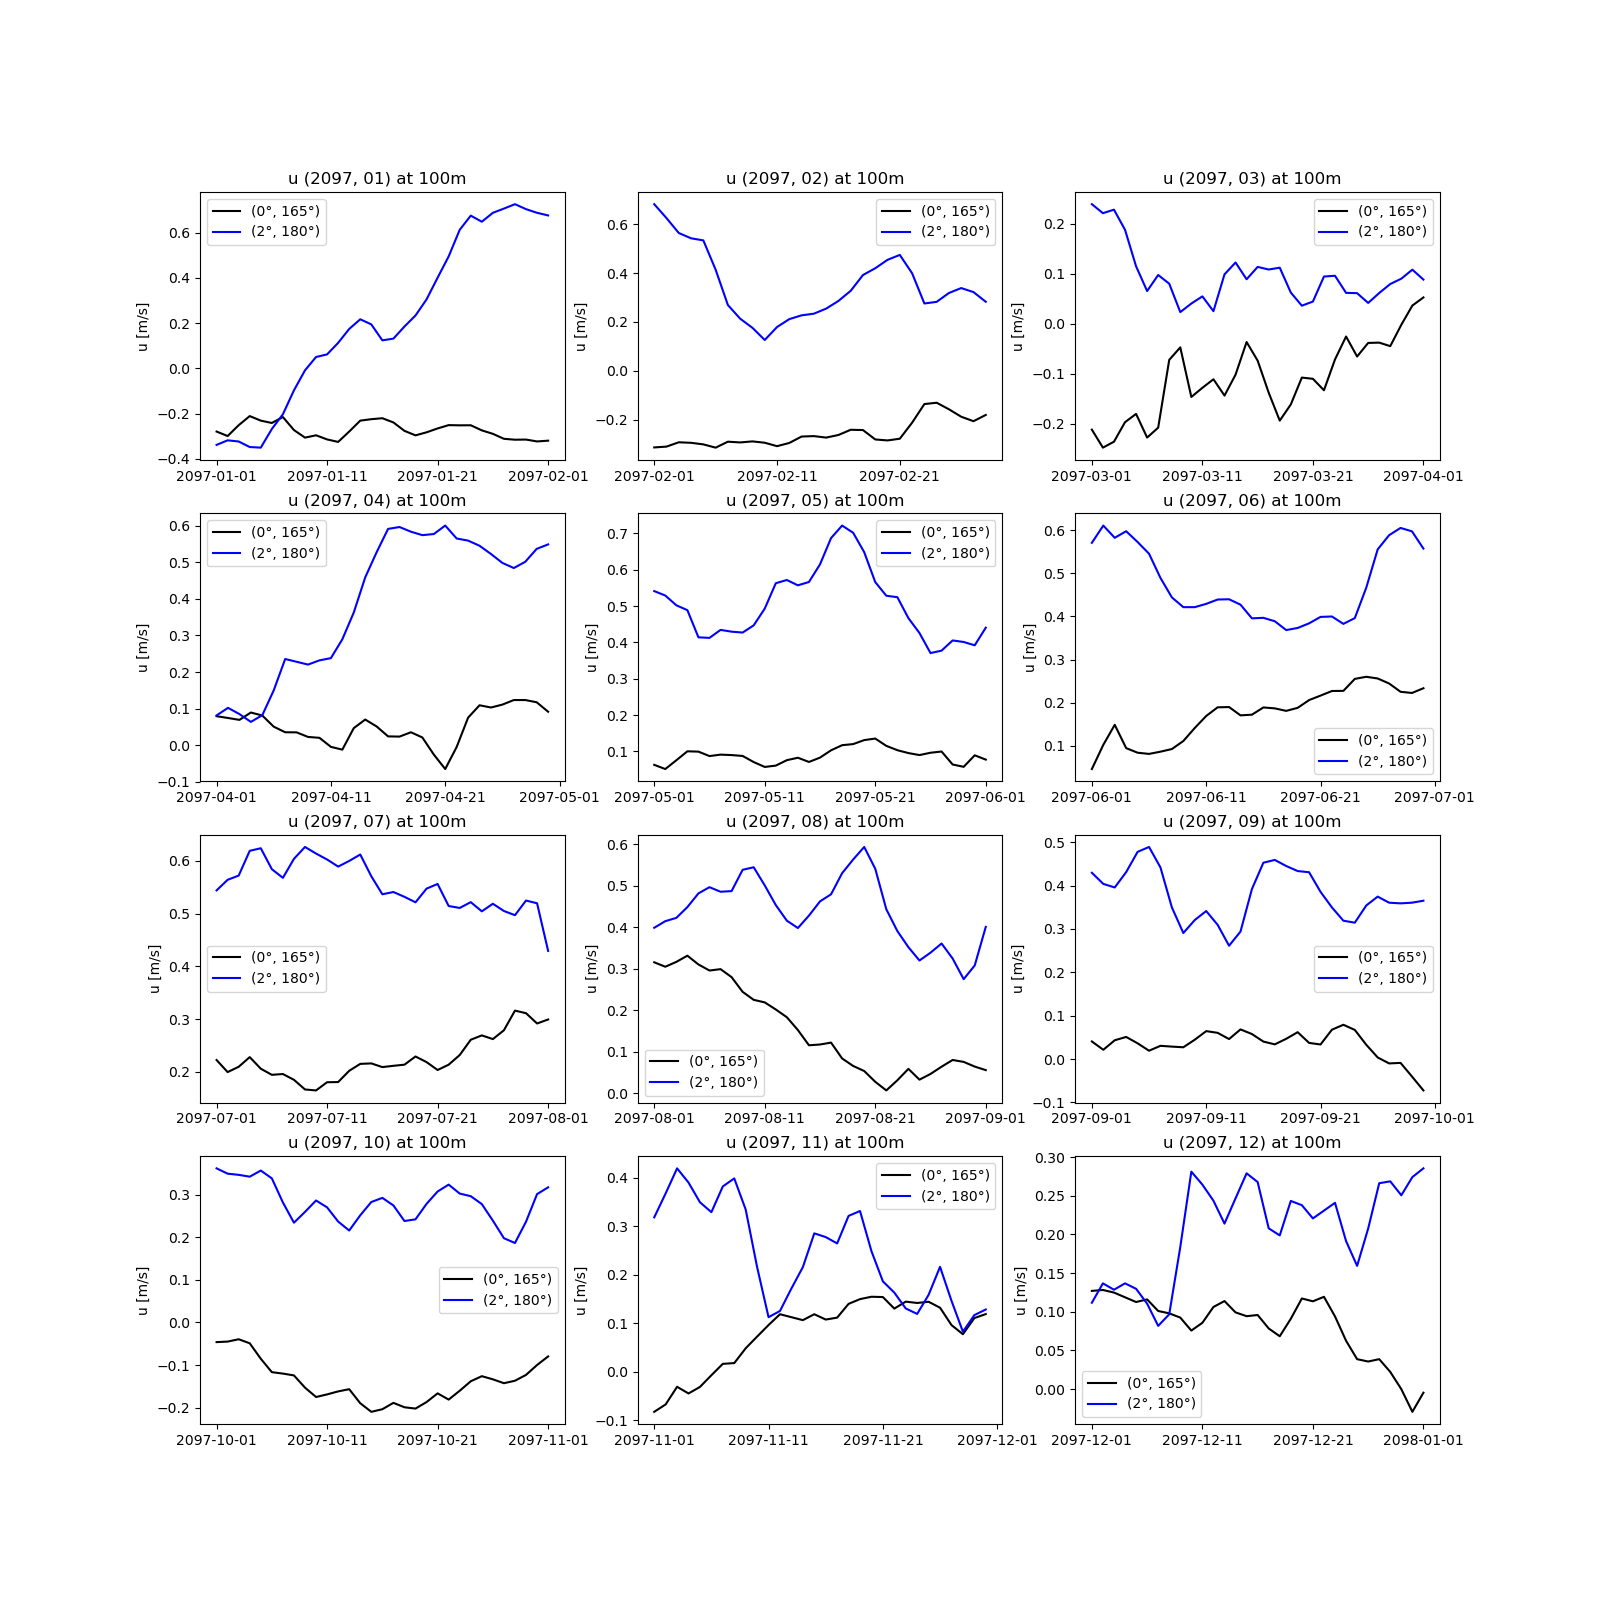 u (2097, 01) at 100m
u [m/s]
0.6
0.4
0.2
0.0
−0.2
−0.4
(0°, 165°)
(2°, 180°)
2097-01-01 2097-01-11 2097-01-21 2097-02-01
u (2097, 02) at 100m
u [m/s]
0.6
0.4
0.2
0.0
−0.2
(0°, 165°)
(2°, 180°)
2097-02-01 2097-02-11 2097-02-21
u (2097, 03) at 100m
u [m/s]
0.2
0.1
0.0
−0.1
−0.2
(0°, 165°)
(2°, 180°)
2097-03-01 2097-03-11 2097-03-21 2097-04-01
u (2097, 04) at 100m
u [m/s]
0.6
0.5
0.4
0.3
0.2
0.1
0.0
−0.1
(0°, 165°)
(2°, 180°)
2097-04-01 2097-04-11 2097-04-21 2097-05-01
u (2097, 05) at 100m
u [m/s]
0.7
0.6
0.5
0.4
0.3
0.2
0.1
(0°, 165°)
(2°, 180°)
2097-05-01 2097-05-11 2097-05-21 2097-06-01
u (2097, 06) at 100m
u [m/s]
0.6
0.5
0.4
0.3
0.2
0.1
(0°, 165°)
(2°, 180°)
2097-06-01 2097-06-11 2097-06-21 2097-07-01
u (2097, 07) at 100m
u [m/s]
0.6
0.5
0.4
0.3
0.2
(0°, 165°)
(2°, 180°)
2097-07-01 2097-07-11 2097-07-21 2097-08-01
u (2097, 08) at 100m
u [m/s]
0.6
0.5
0.4
0.3
0.2
0.1
0.0
(0°, 165°)
(2°, 180°)
2097-08-01 2097-08-11 2097-08-21 2097-09-01
u (2097, 09) at 100m
u [m/s]
0.5
0.4
0.3
0.2
0.1
0.0
−0.1
(0°, 165°)
(2°, 180°)
2097-09-01 2097-09-11 2097-09-21 2097-10-01
u (2097, 10) at 100m
u [m/s]
0.3
0.2
0.1
0.0
−0.1
−0.2
(0°, 165°)
(2°, 180°)
2097-10-01 2097-10-11 2097-10-21 2097-11-01
u (2097, 11) at 100m
u [m/s]
0.4
0.3
0.2
0.1
0.0
−0.1
(0°, 165°)
(2°, 180°)
2097-11-01 2097-11-11 2097-11-21 2097-12-01
u (2097, 12) at 100m
u [m/s]
0.30
0.25
0.20
0.15
0.10
0.05
0.00
(0°, 165°)
(2°, 180°)
2097-12-01 2097-12-11 2097-12-21 2098-01-01